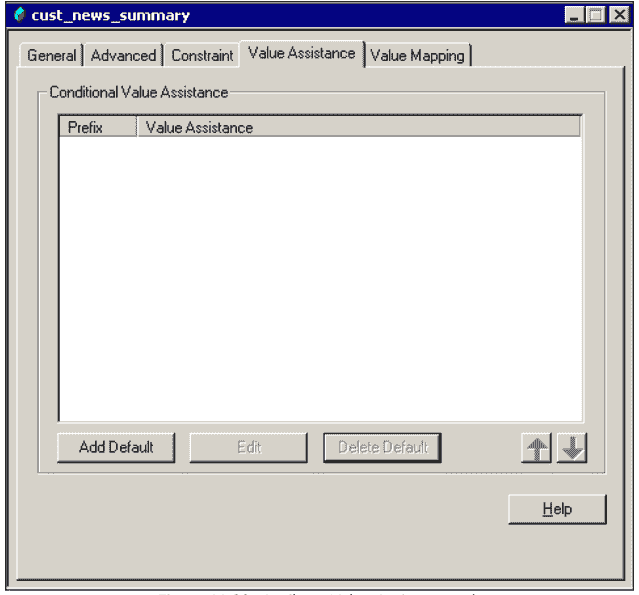 cust_news_summary
General Advanced Constraint Value Assistance Value Mapping
Conditional Value Assistance
Prefix Value Assistance
Add Default Edit Delete Default
Help